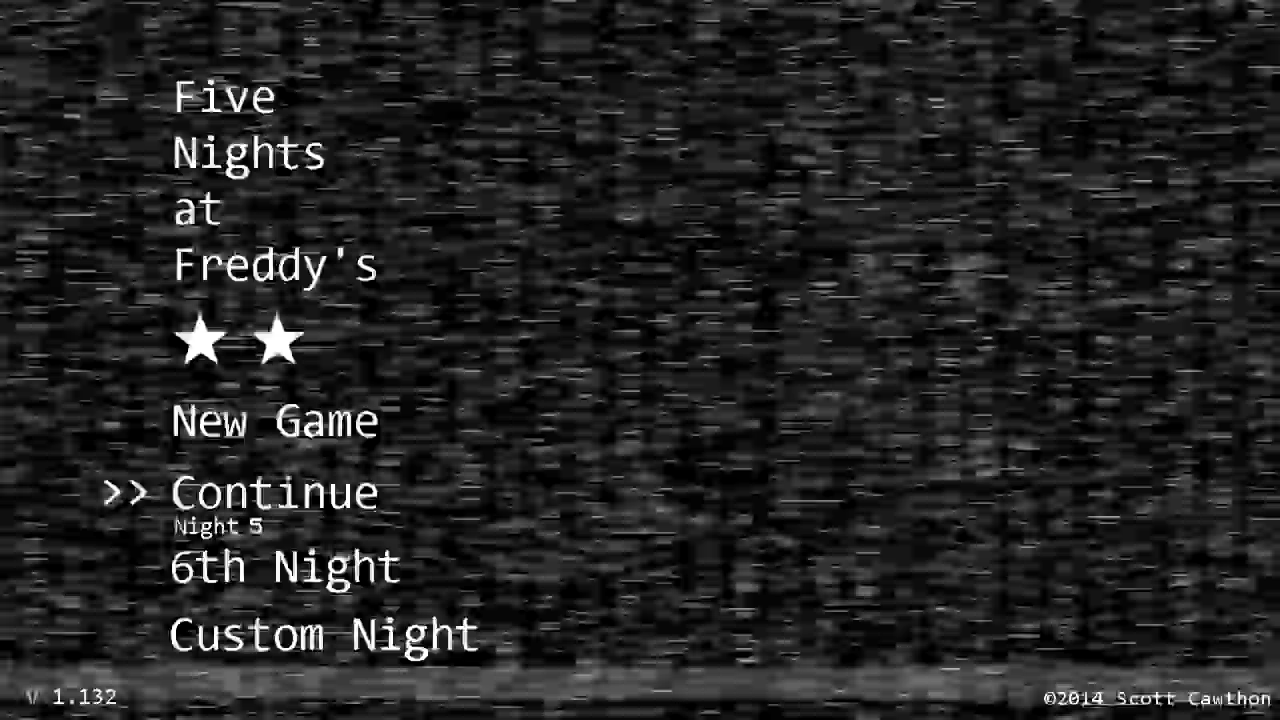 Five
Nights
at
Freddy's
New Game
>> Continue
Night 5
6th Night
Custom Night
V 1.132
©2014 Scott Cawthon